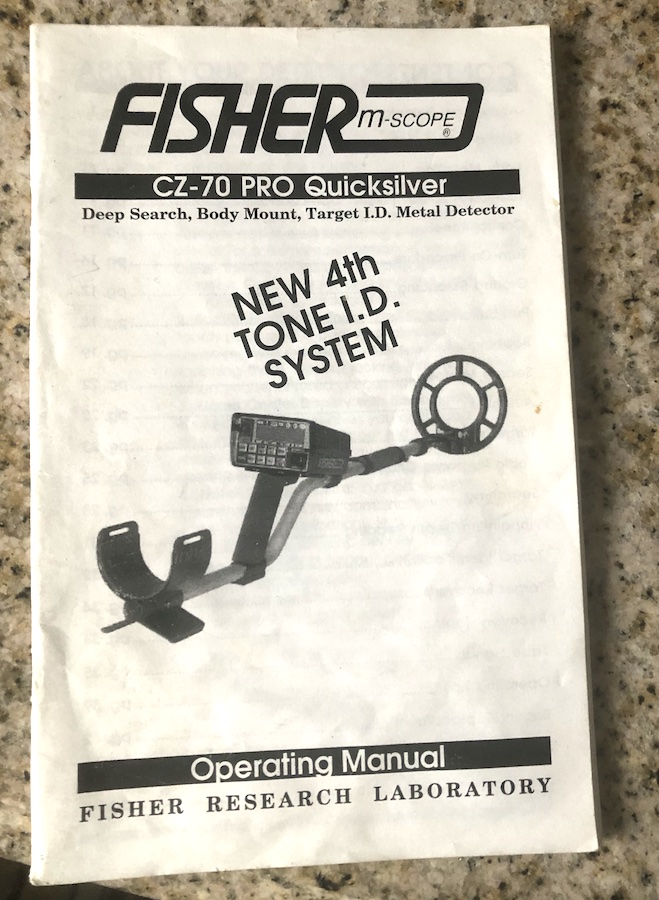 FISHER m-SCOPE ®
CZ-70 PRO Quicksilver
Deep Search, Body Mount, Target I.D. Metal Detector
NEW 4th
TONE I.D.
SYSTEM
Operating Manual
FISHER RESEARCH LABORATORY